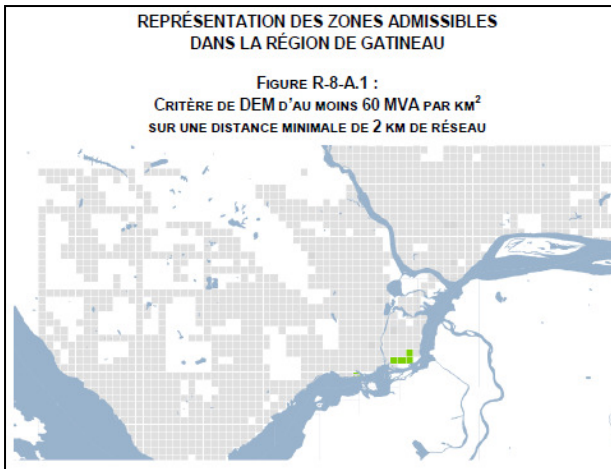 REPRÉSENTATION DES ZONES ADMISSIBLES
DANS LA RÉGION DE GATINEAU
FIGURE R-8-A.1 :
CRITÈRE DE DEM D'AU MOINS 60 MVA PAR KM²
SUR UNE DISTANCE MINIMALE DE 2 KM DE RÉSEAU